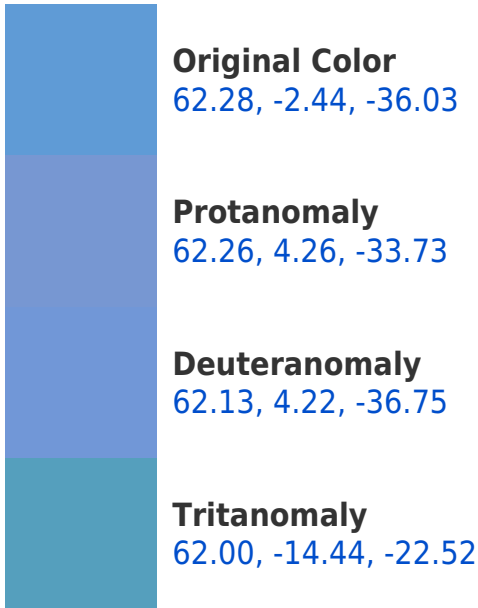 Original Color
62.28, -2.44, -36.03
Protanomaly
62.26, 4.26, -33.73
Deuteranomaly
62.13, 4.22, -36.75
Tritanomaly
62.00, -14.44, -22.52